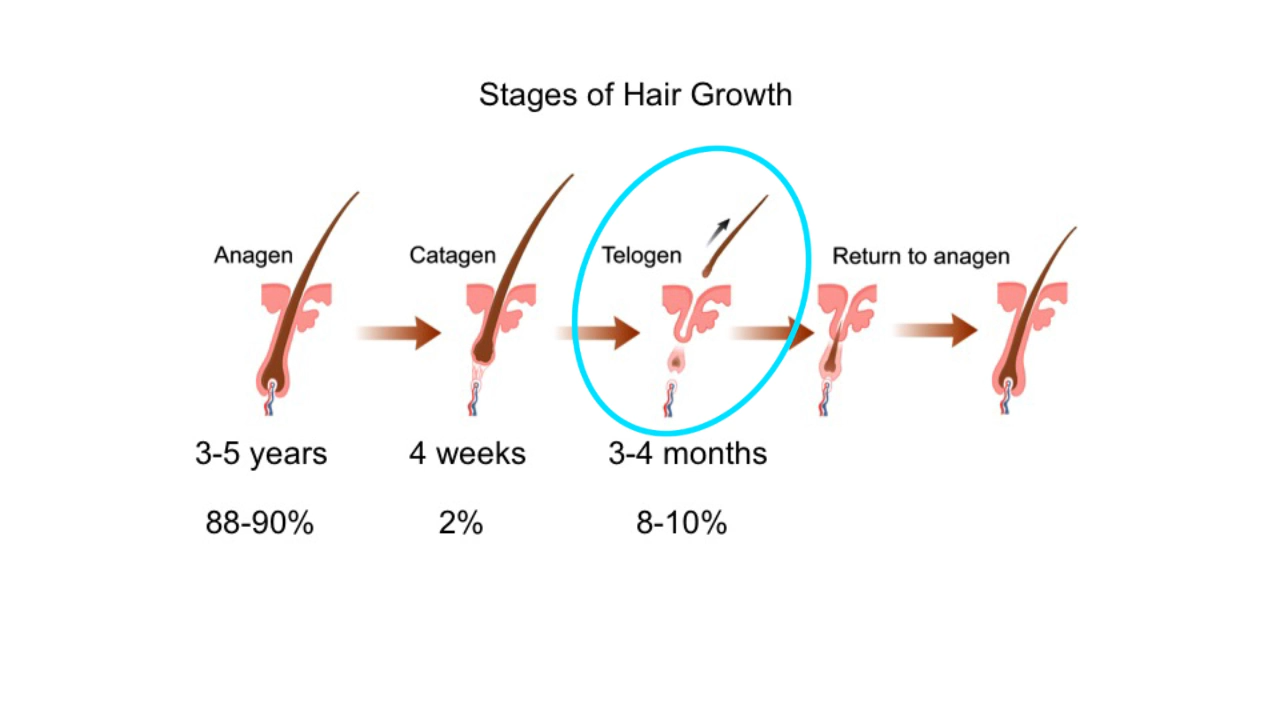 Stages of Hair Growth
Anagen
Catagen
Telogen
Return to anagen
3-5 years
4 weeks
3-4 months
88-90%
2%
8-10%